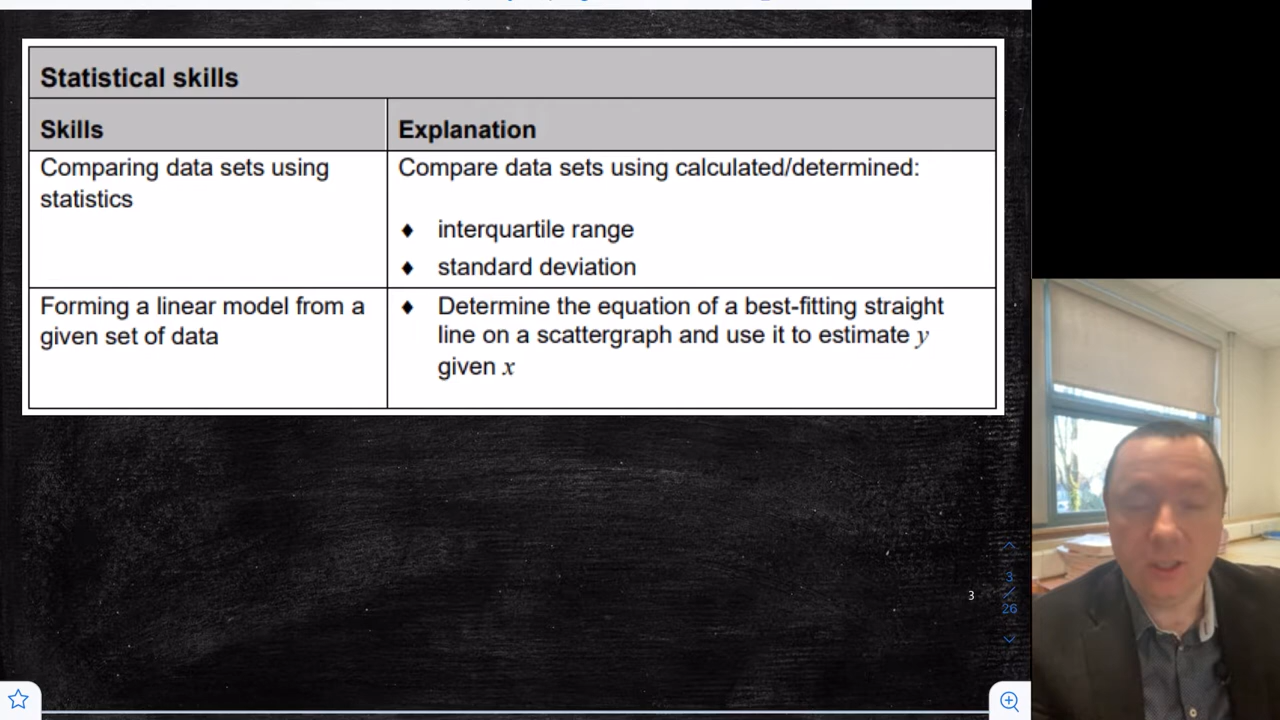 Statistical skills
Skills
Explanation
Comparing data sets using
statistics
Compare data sets using calculated/determined:
♦ interquartile range
♦ standard deviation
Forming a linear model from a
given set of data
♦ Determine the equation of a best-fitting straight
line on a scattergraph and use it to estimate y
given x
3
3
26